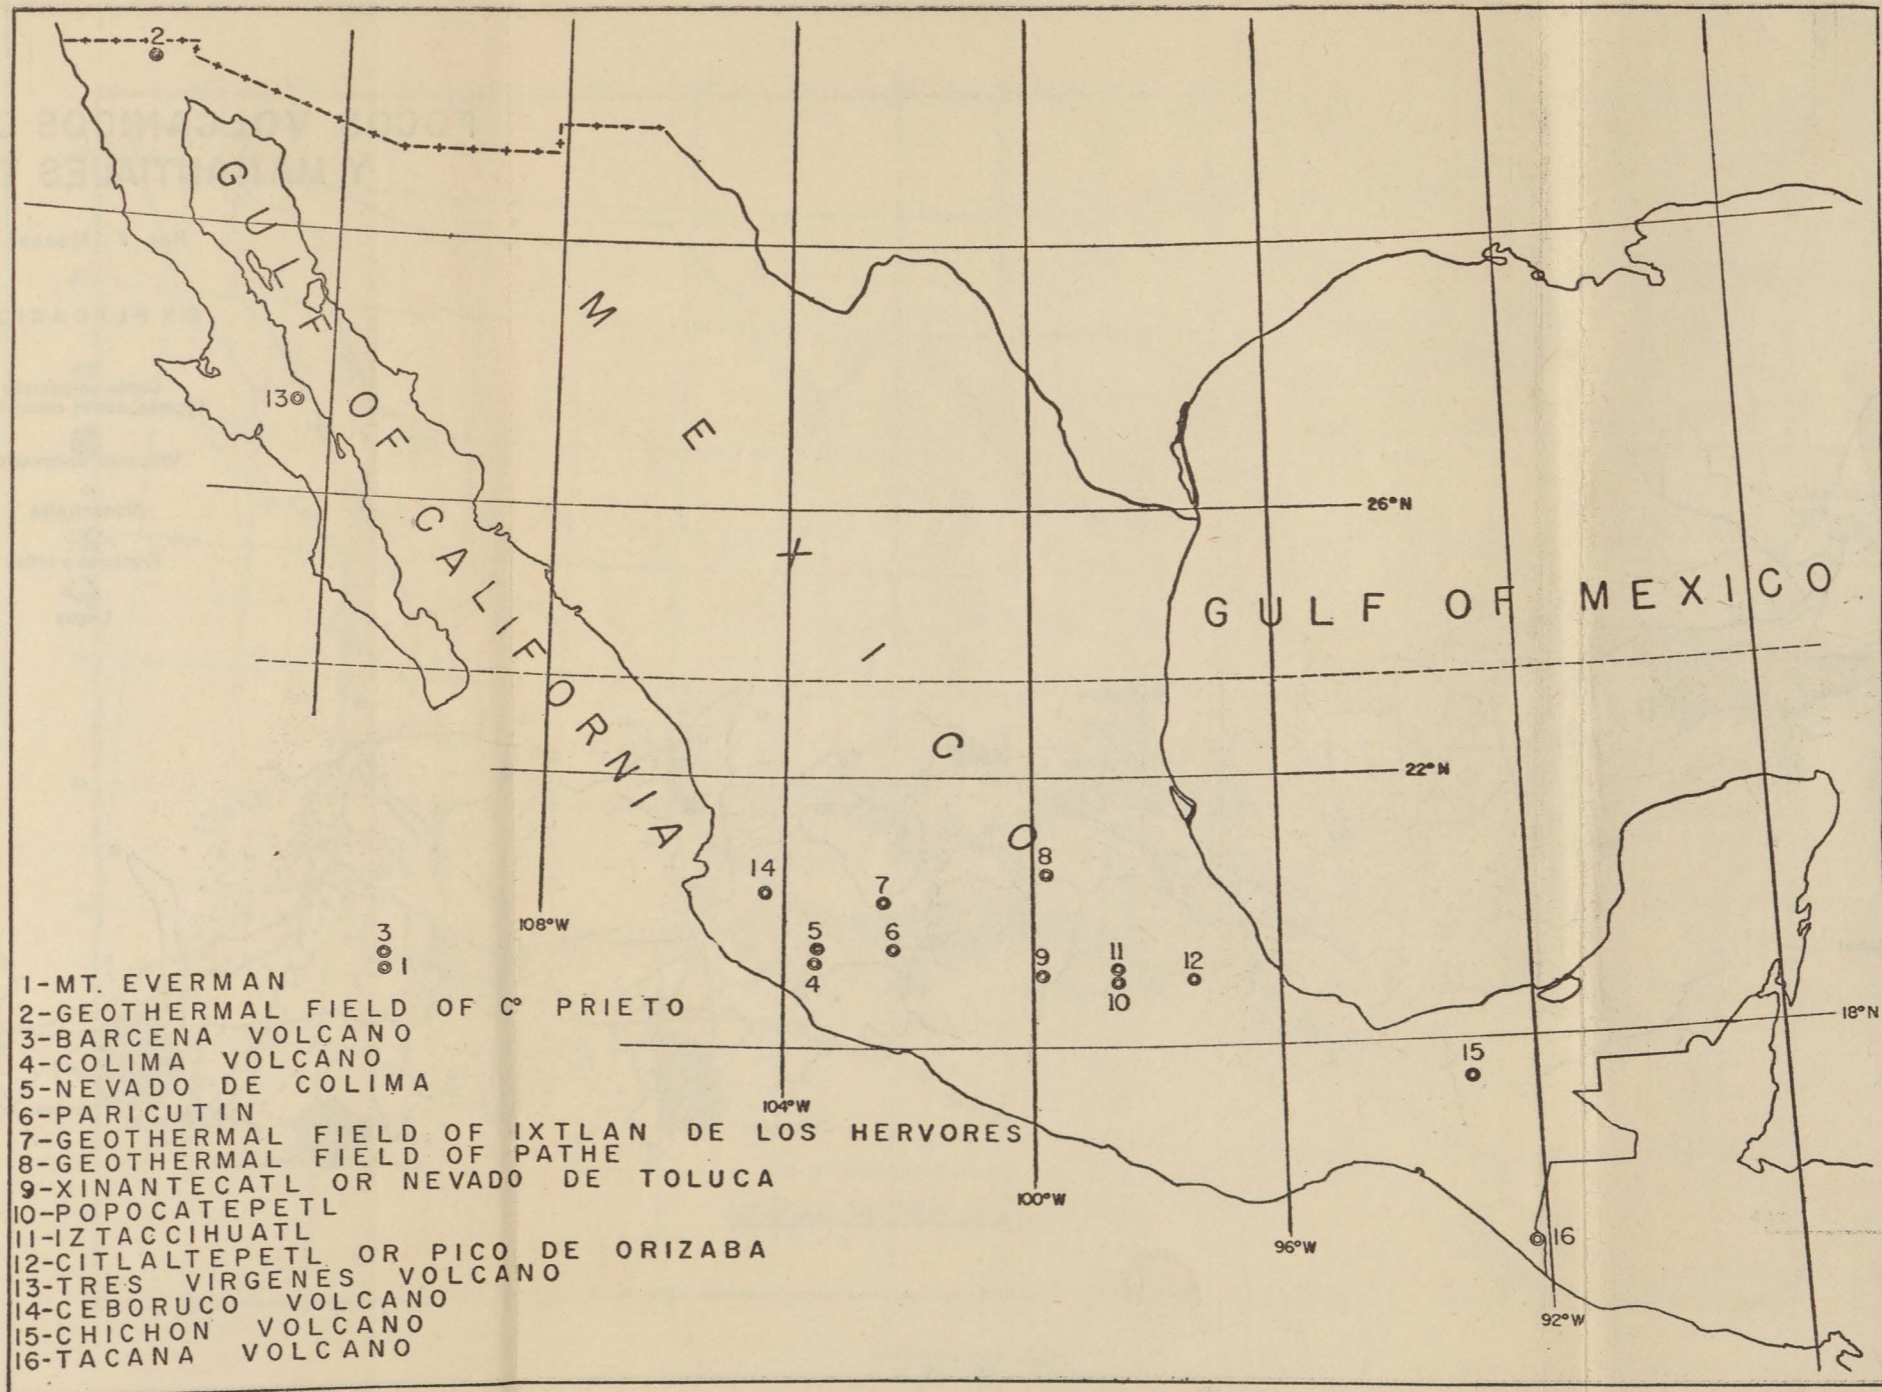 2
GULF OF CALIFORNIA
MEXICO
13
26°N
GULF OF MEXICO
22°N
8
14
7
108°W
3
5
6
1
9
11
12
4
10
18°N
15
104°W
100°W
16
96°W
92°W
1-MT. EVERMAN
2-GEOTHERMAL FIELD OF C° PRIETO
3-BARCENA VOLCANO
4-COLIMA VOLCANO
5-NEVADO DE COLIMA
6-PARICUTIN
7-GEOTHERMAL FIELD OF IXTLAN DE LOS HERVORES
8-GEOTHERMAL FIELD OF PATHE
9-XINANTECATL OR NEVADO DE TOLUCA
10-POPOCATEPETL
11-IZTACCIHUATL
12-CITLALTEPETL OR PICO DE ORIZABA
13-TRES VIRGENES VOLCANO
14-CEBORUCO VOLCANO
15-CHICHON VOLCANO
16-TACANA VOLCANO